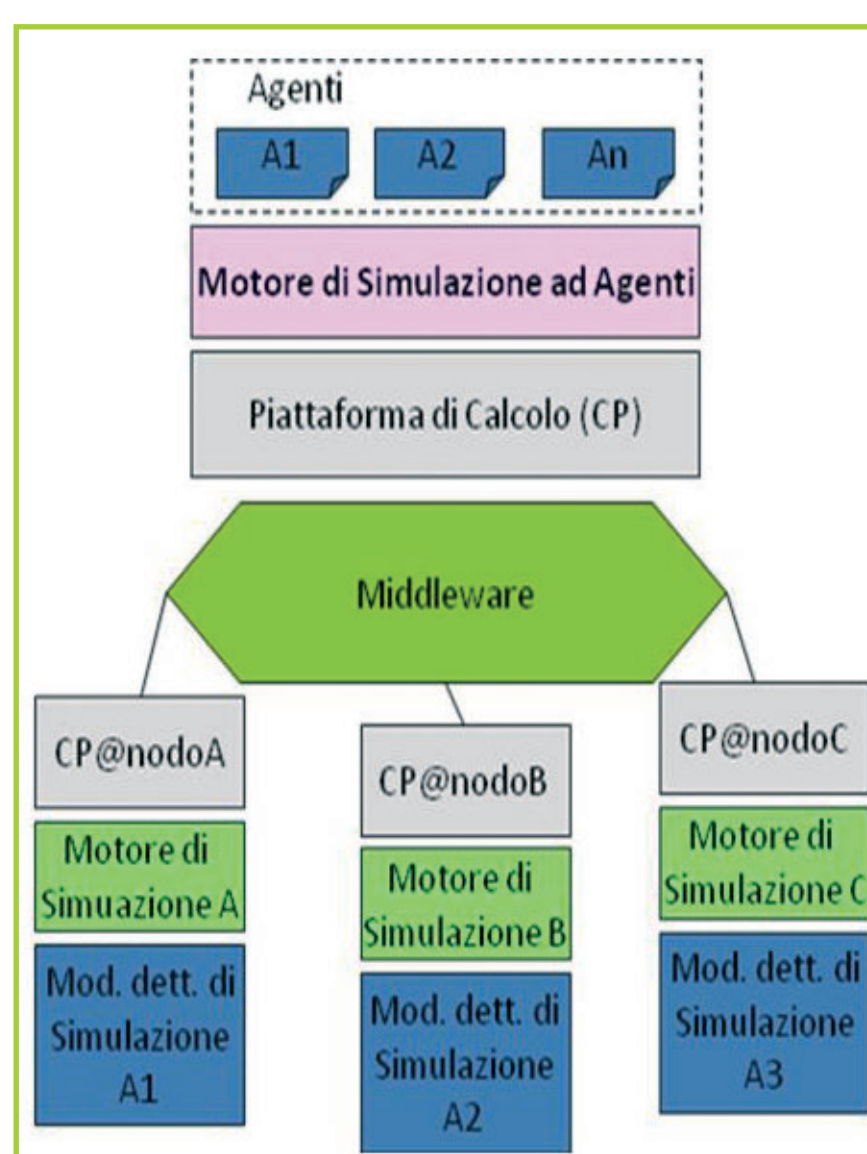 Agenti
A1
A2
An
Motore di Simulazione ad Agenti
Piattaforma di Calcolo (CP)
Middleware
CP@nodoA
Motore di
Simuazione A
Mod. dett. di
Simulazione
A1
CP@nodoB
Motore di
Simulazione B
Mod. dett. di
Simulazione
A2
CP@nodoC
Motore di
Simulazione C
Mod. dett. di
Simulazione
A3